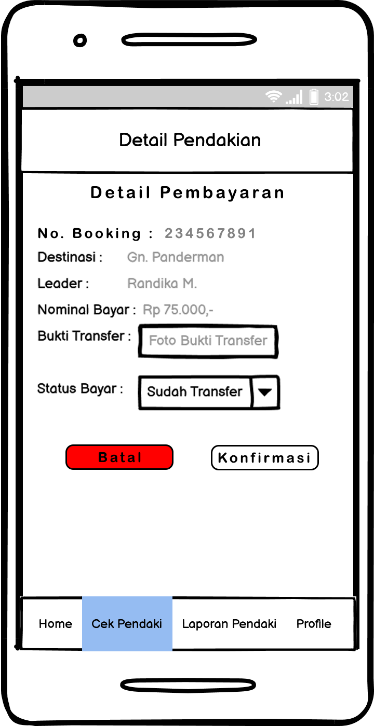 3:02
Detail Pendakian
Detail Pembayaran
No. Booking : 234567891
Destinasi : Gn. Panderman
Leader : Randika M.
Nominal Bayar : Rp 75.000,-
Bukti Transfer : Foto Bukti Transfer
Status Bayar : Sudah Transfer
Batal Konfirmasi
Home Cek Pendaki Laporan Pendaki Profile